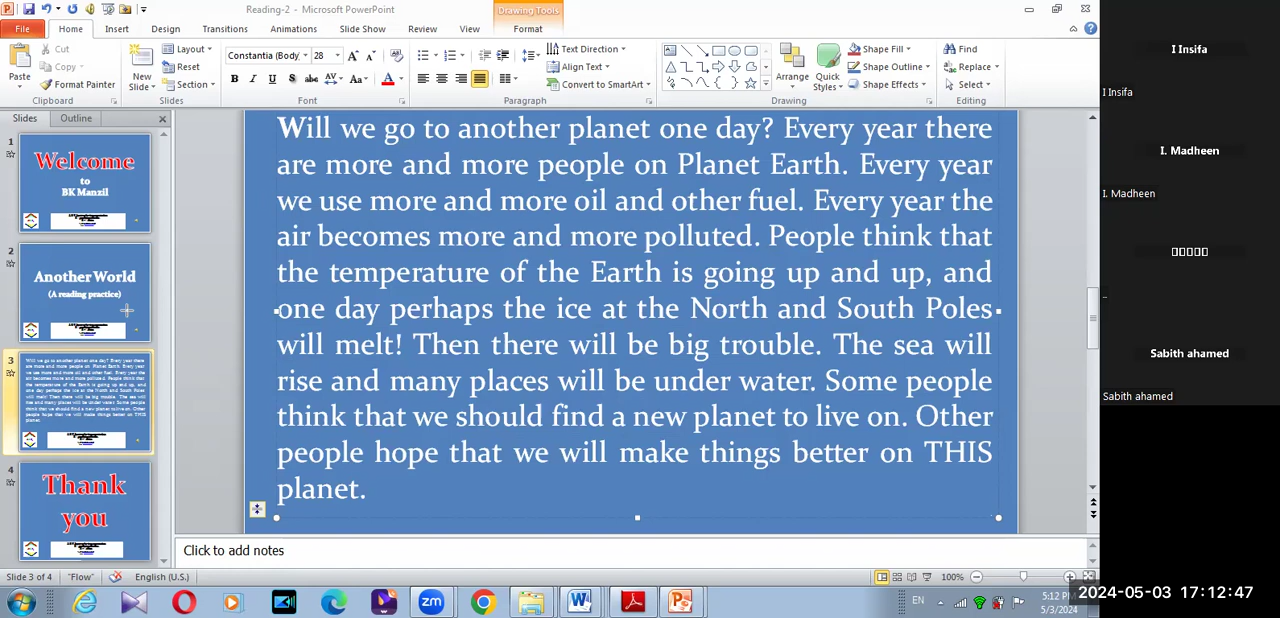 Reading-2 - Microsoft PowerPoint
Drawing Tools
File Home Insert Design Transitions Animations Slide Show Review View Format
Paste
Cut
Copy
Format Painter
Clipboard
New
Slide
Layout
Reset
Section
Slides
Constantia (Body 28
B I U S abc AV Aa A
Font
Text Direction
Align Text
Convert to SmartArt
Paragraph
Arrange
Quick
Styles
Shape Fill
Shape Outline
Shape Effects
Drawing
Find
Replace
Select
Editing
Slides Outline
1
Welcome
to
BK Manzil
2
Another World
(A reading practice)
3
4
Thank
you
Will we go to another planet one day? Every year there
are more and more people on Planet Earth. Every year
we use more and more oil and other fuel. Every year the
air becomes more and more polluted. People think that
the temperature of the Earth is going up and up, and
one day perhaps the ice at the North and South Poles
will melt! Then there will be big trouble. The sea will
rise and many places will be under water. Some people
think that we should find a new planet to live on. Other
people hope that we will make things better on THIS
planet.
Click to add notes
Slide 3 of 4 "Flow" English (U.S.) 100%
zm
EN
5:12 PM
5/3/2024
I Insifa
I Insifa
I. Madheen
I. Madheen
Sabith ahamed
Sabith ahamed
2024-05-03 17:12:47